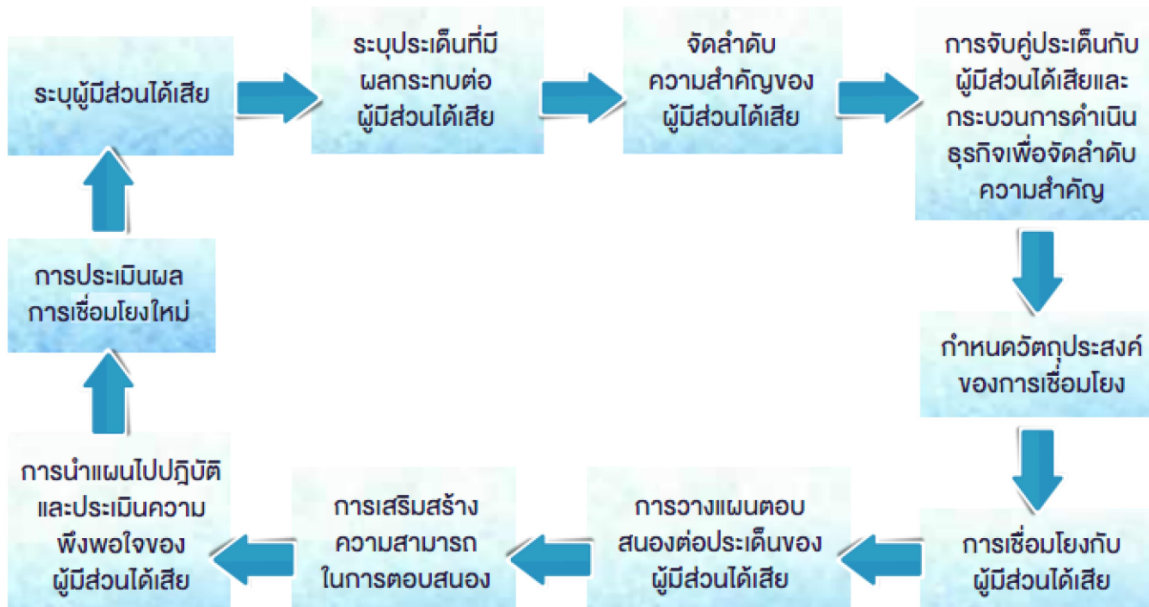 ระบุผู้มีส่วนได้เสีย
ระบุประเด็นที่มี
ผลกระทบต่อ
ผู้มีส่วนได้เสีย
จัดลำดับ
ความสำคัญของ
ผู้มีส่วนได้เสีย
การจับคู่ประเด็นกับ
ผู้มีส่วนได้เสียและ
กระบวนการดำเนิน
ธุรกิจเพื่อจัดลำดับ
ความสำคัญ
กำหนดวัตถุประสงค์
ของการเชื่อมโยง
การเชื่อมโยงกับ
ผู้มีส่วนได้เสีย
การวางแผนตอบ
สนองต่อประเด็นของ
ผู้มีส่วนได้เสีย
การเสริมสร้าง
ความสามารถ
ในการตอบสนอง
การนำแผนไปปฎิบัติ
และประเมินความ
พึงพอใจของ
ผู้มีส่วนได้เสีย
การประเมินผล
การเชื่อมโยงใหม่